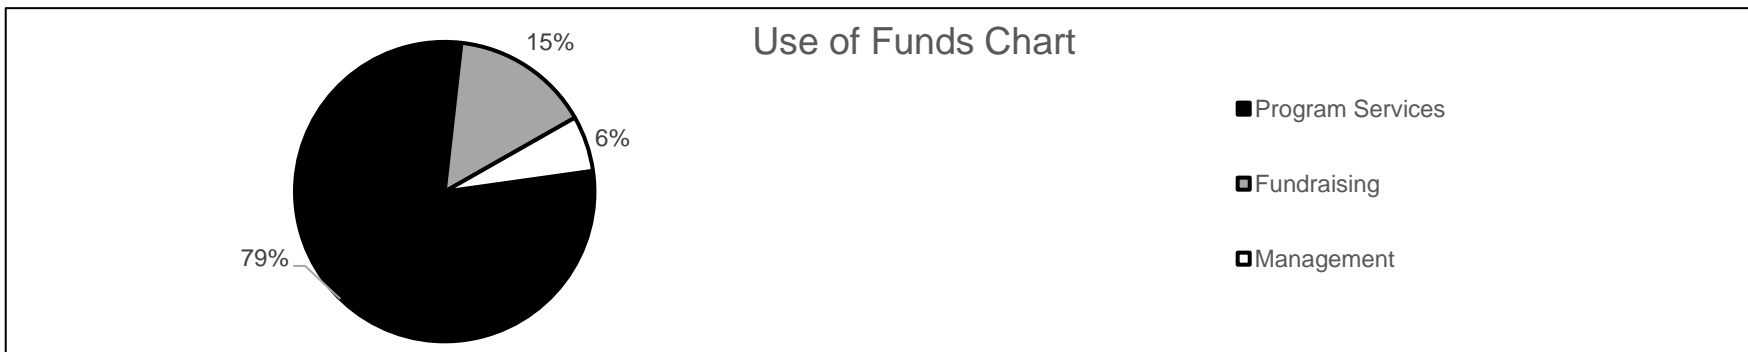 Use of Funds Chart
15%
6%
79%
Program Services
Fundraising
Management